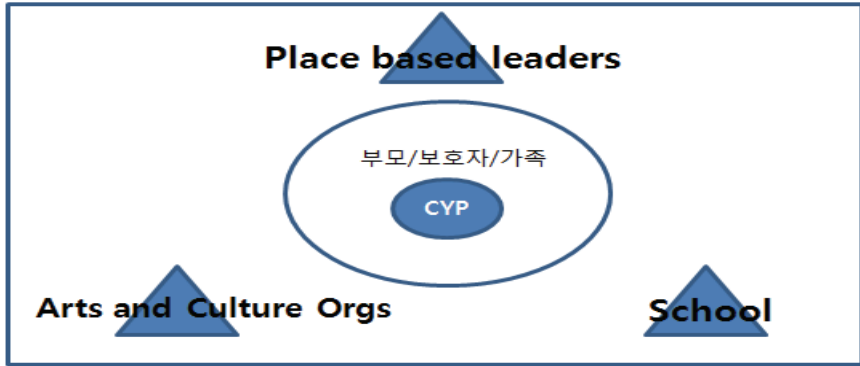 Place based leaders
부모/보호자/가족
CYP
Arts and Culture Orgs
School